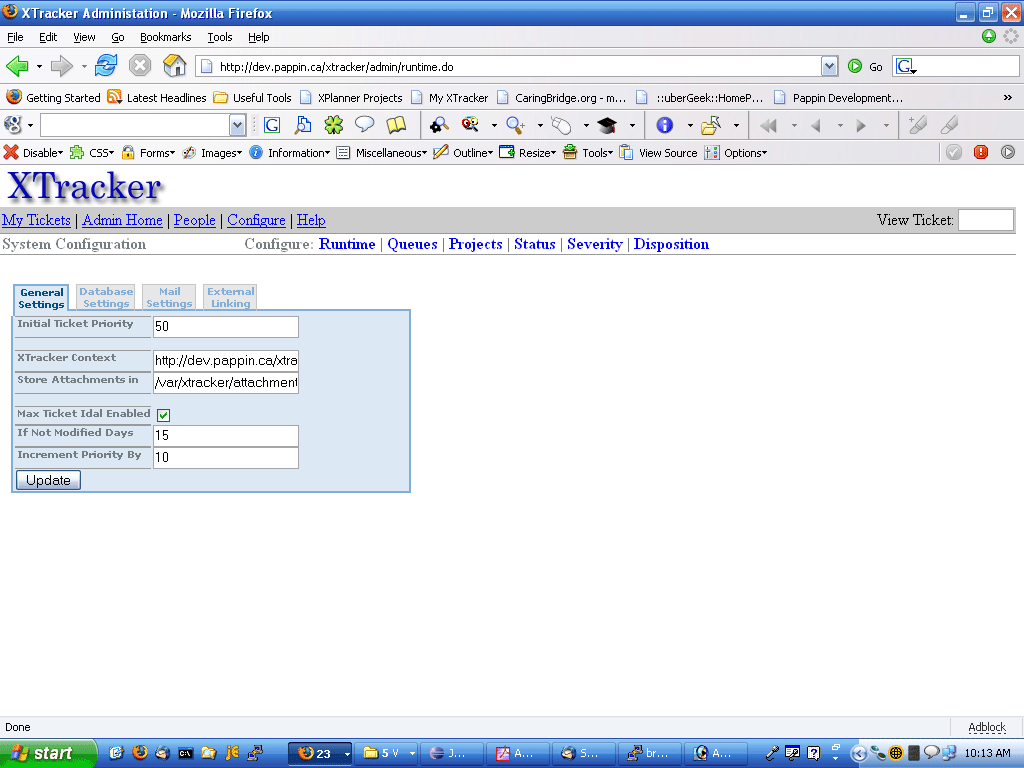 XTracker Administation - Mozilla Firefox
File Edit View Go Bookmarks Tools Help
http://dev.pappin.ca/xtracker/admin/runtime.do Go G
Getting Started Latest Headlines Useful Tools XPlanner Projects My XTracker CaringBridge.org - m... ::uberGeek::HomeP... Pappin Development... »
Disable CSS Forms Images Information Miscellaneous Outline Resize Tools View Source Options
XTracker
My Tickets | Admin Home | People | Configure | Help View Ticket:
System Configuration Configure: Runtime | Queues | Projects | Status | Severity | Disposition
General Settings
Database Settings
Mail Settings
External Linking
Initial Ticket Priority 50
XTracker Context http://dev.pappin.ca/xtra
Store Attachments in /var/xtracker/attachment
Max Ticket Idal Enabled
If Not Modified Days 15
Increment Priority By 10
Update
Done Adblock
start 23 5 V J... A... S... br... A... 10:13 AM